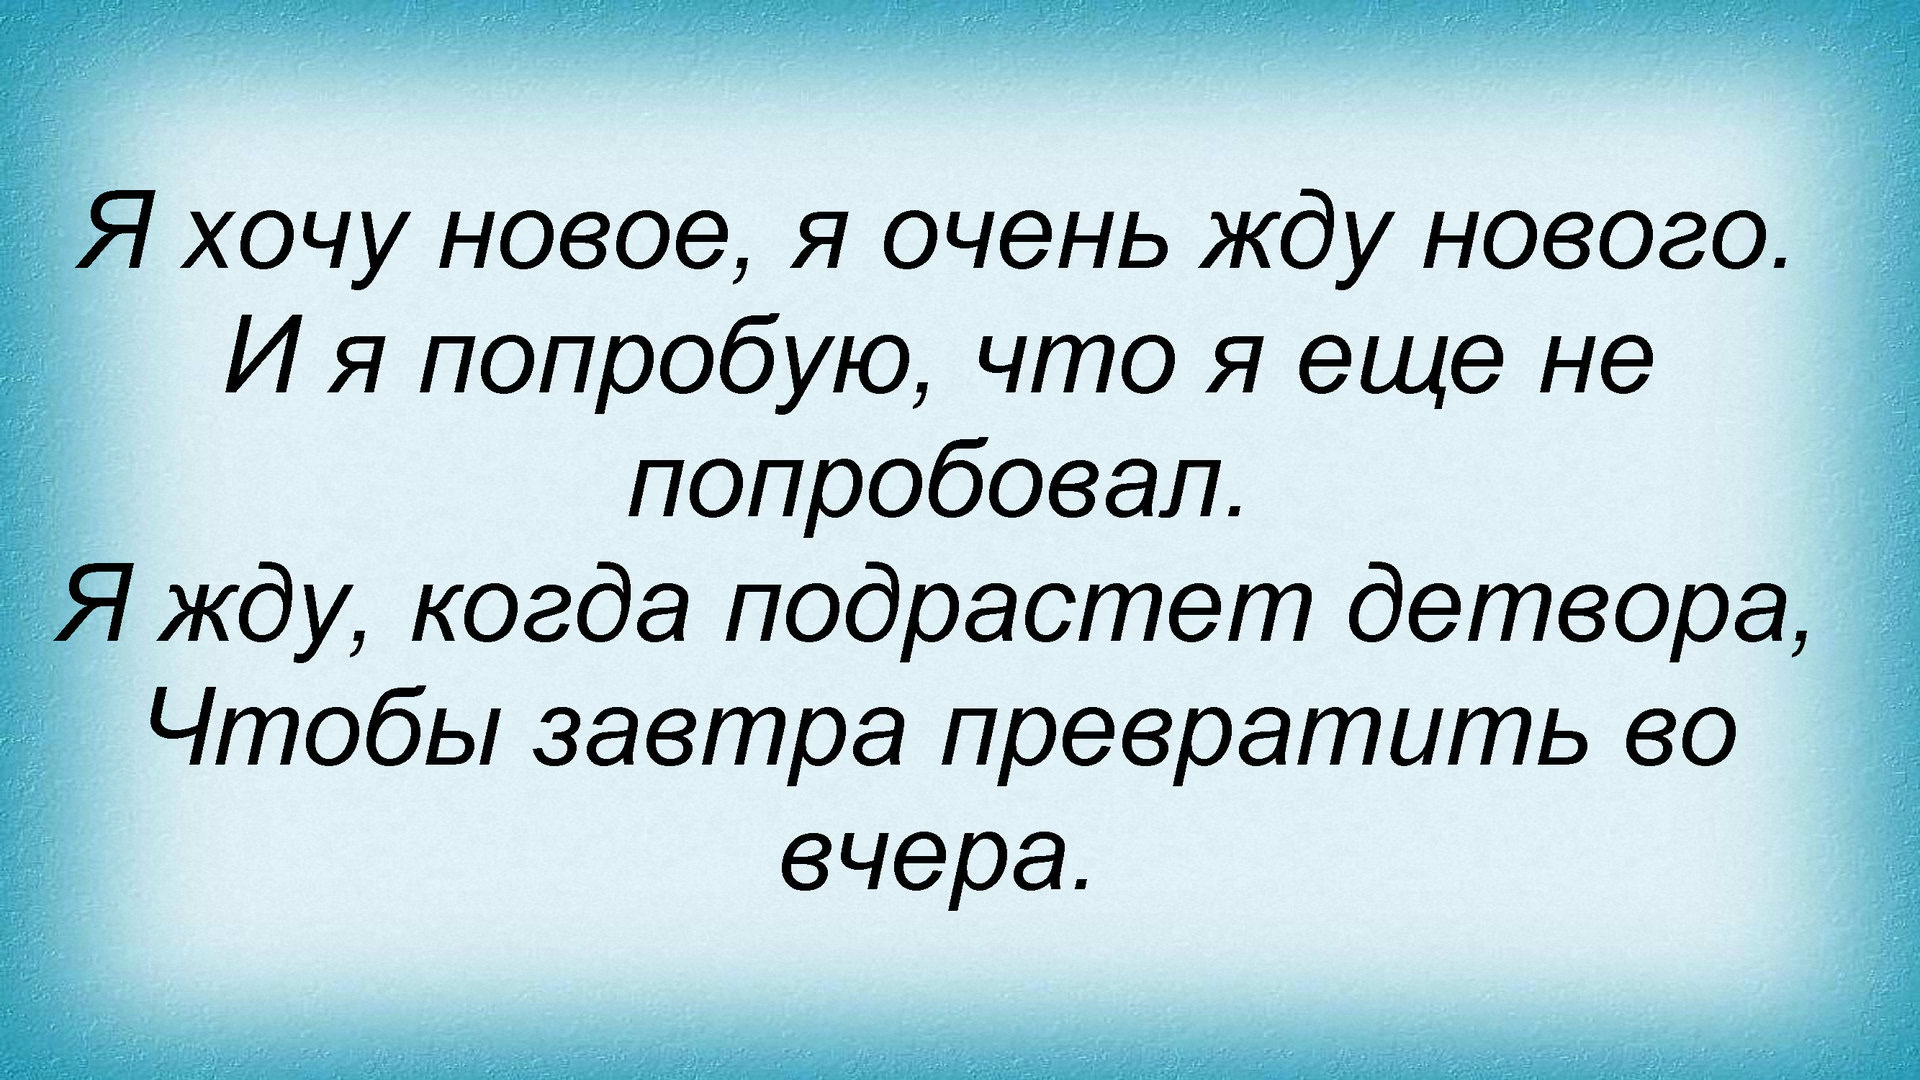 Я хочу новое, я очень жду нового.
И я попробую, что я еще не
попробовал.
Я жду, когда подрастет детвора,
Чтобы завтра превратить во
вчера.